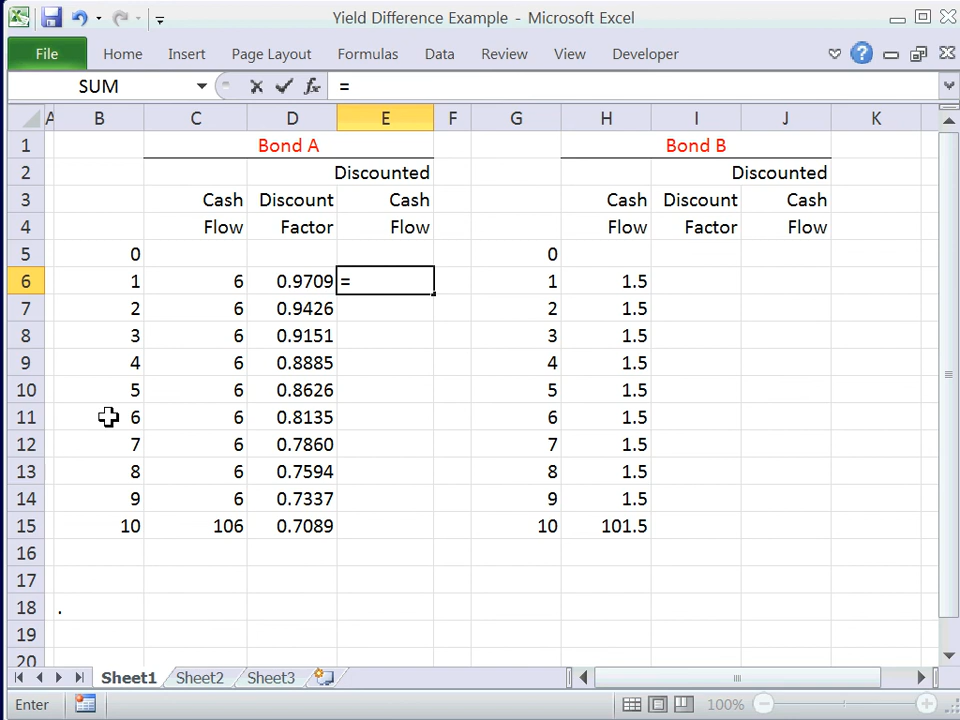 Yield Difference Example - Microsoft Excel
File Home Insert Page Layout Formulas Data Review View Developer
SUM fx =
A B C D E F G H I J K
1 Bond A Bond B
2 Discounted Discounted
3 Cash Discount Cash Cash Discount Cash
4 Flow Factor Flow Flow Factor Flow
5 0 0
6 1 6 0.9709 = 1 1.5
7 2 6 0.9426 2 1.5
8 3 6 0.9151 3 1.5
9 4 6 0.8885 4 1.5
10 5 6 0.8626 5 1.5
11 6 6 0.8135 6 1.5
12 7 6 0.7860 7 1.5
13 8 6 0.7594 8 1.5
14 9 6 0.7337 9 1.5
15 10 106 0.7089 10 101.5
16
17
18 .
19
20
Sheet1 Sheet2 Sheet3
Enter 100%